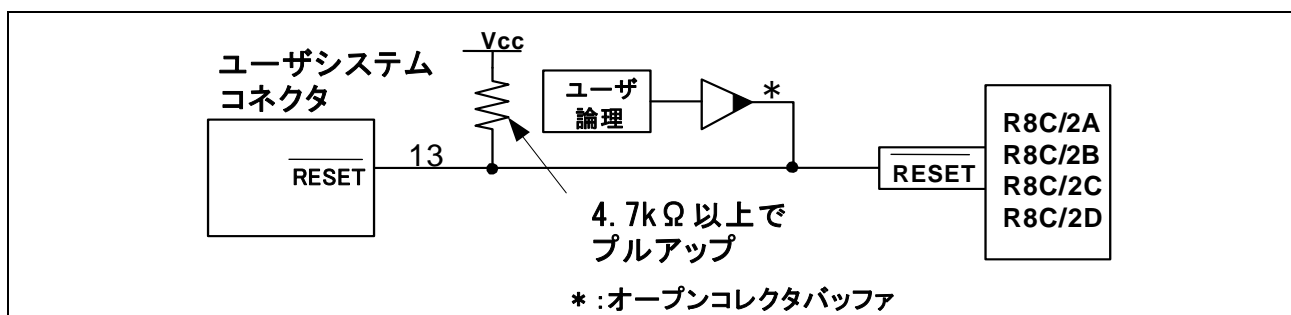 Vcc
ユーザシステム
コネクタ
ユーザ
論理
*
RESET
13
RESET
R8C/2A
R8C/2B
R8C/2C
R8C/2D
4.7kΩ以上で
プルアップ
* :オープンコレクタバッファ